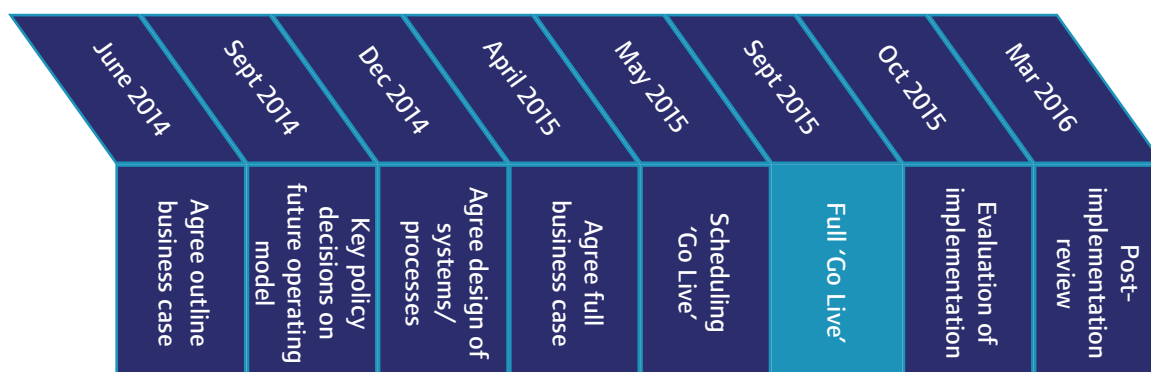 June 2014
Sept 2014
Dec 2014
April 2015
May 2015
Sept 2015
Oct 2015
Mar 2016
Agree outline
business case
Key policy
decisions on
future operating
model
Agree design of
systems/
processes
Agree full
business case
Scheduling
‘Go Live’
Full ‘Go Live’
Evaluation of
implementation
Post-
implementation
review